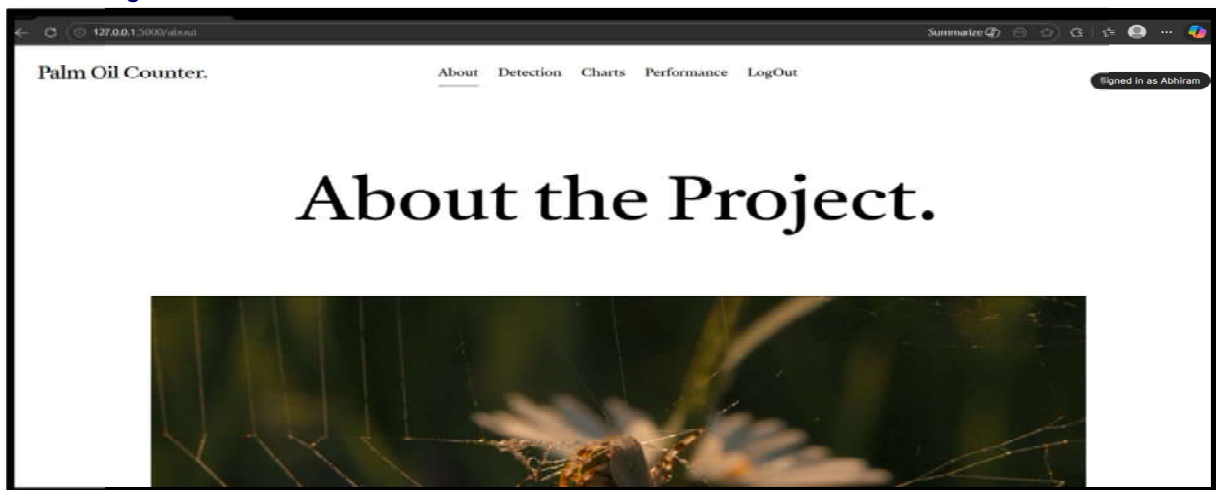 127.0.0.1:5000/about
Summarize
Palm Oil Counter.
About Detection Charts Performance LogOut
Signed in as Abhiram
About the Project.